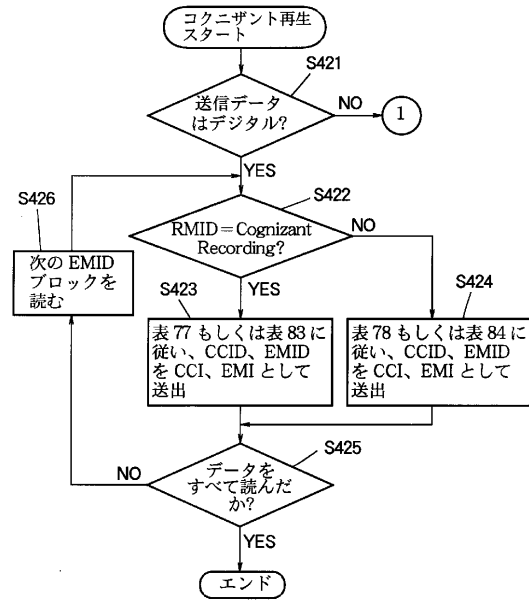 コクニザント再生
スタート
S421
送信データ
はデジタル?
NO
1
YES
S426
S422
次の EMID
ブロックを
読む
RMID=Cognizant
Recording?
NO
S423
YES
S424
表 77 もしくは表 83 に
従い、CCID、EMID
を CCI、EMI として
送出
表 78 もしくは表 84 に
従い、CCID、EMID
を CCI、EMI として
送出
S425
NO
データを
すべて読んだ
か?
YES
エンド